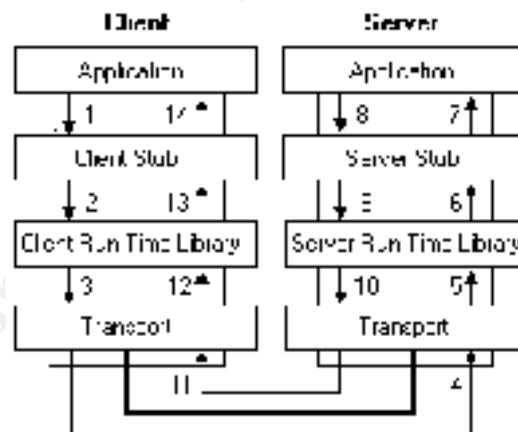 Client Server
Application Application
1 14 8 7
Client Stub Server Stub
2 13 9 6
Client Run Time Library Server Run Time Library
3 12 10 5
Transport Transport
11 4